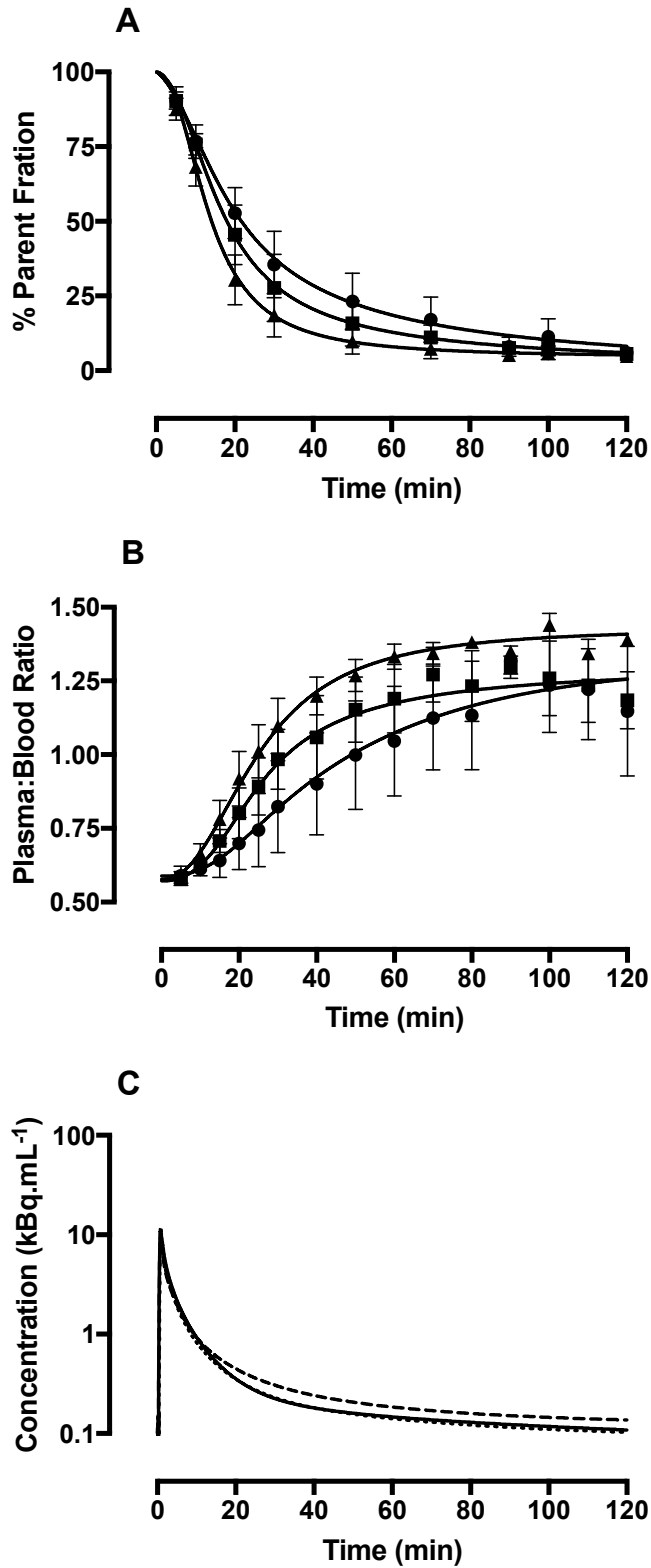 A
100
75
50
25
0
% Parent Fration
0 20 40 60 80 100 120
Time (min)
B
1.50
1.25
1.00
0.75
0.50
Plasma:Blood Ratio
0 20 40 60 80 100 120
Time (min)
C
100
10
1
0.1
Concentration (kBq.mL⁻¹)
0 20 40 60 80 100 120
Time (min)